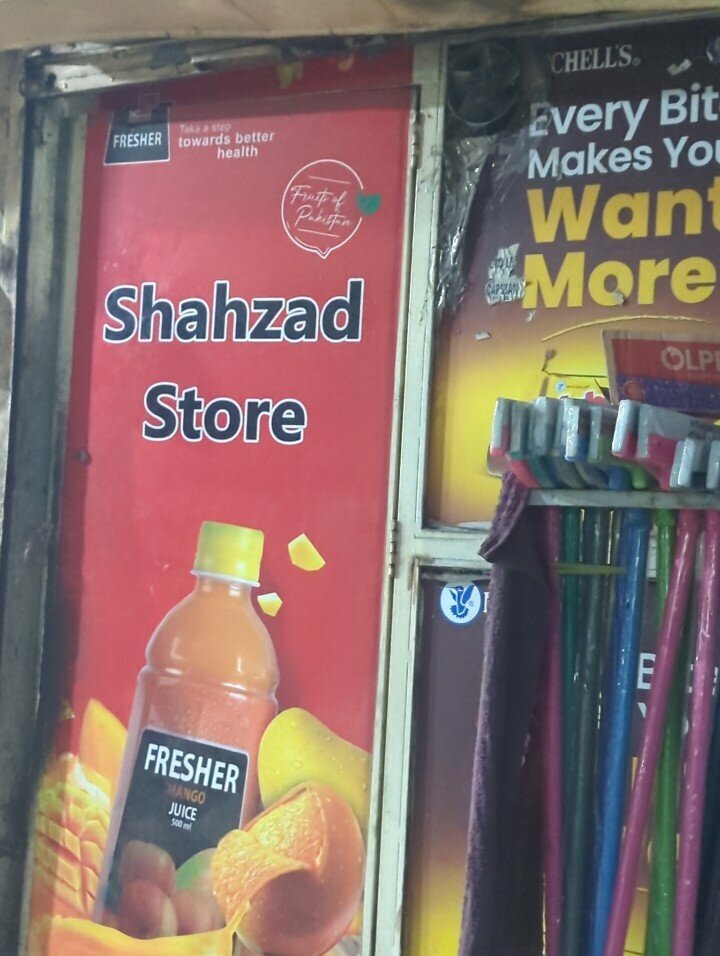 FRESHER
Take a step
towards better
health
Fruits of
Pakistan
Shahzad
Store
FRESHER
MANGO
JUICE
500 ml
CHELL'S
Every Bit
Makes You
Want
More
OLP